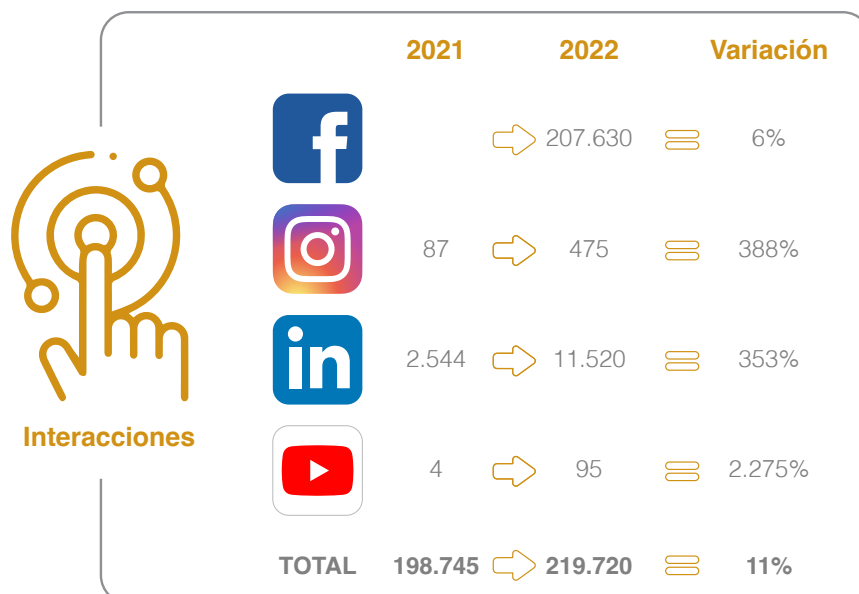 2021 2022 Variación
207.630 6%
87 475 388%
in
2.544 11.520 353%
Interacciones
4 95 2.275%
TOTAL 198.745 219.720 11%